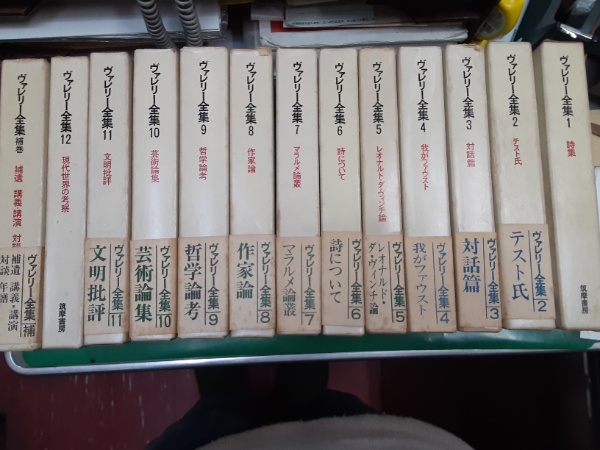 ヴァレリー全集 補巻
補遺 講義 講演 対談
ヴァレリー全集 補
補遺・講義・講演
対談・年譜
ヴァレリー全集 12
現代世界の考察
筑摩書房
ヴァレリー全集 11
文明批評
ヴァレリー全集 11
文明批評
ヴァレリー全集 10
芸術論集
ヴァレリー全集 10
芸術論集
ヴァレリー全集 9
哲学論考
ヴァレリー全集 9
哲学論考
ヴァレリー全集 8
作家論
ヴァレリー全集 8
作家論
ヴァレリー全集 7
マラルメ論叢
ヴァレリー全集 7
マラルメ論叢
ヴァレリー全集 6
詩について
ヴァレリー全集 6
詩について
ヴァレリー全集 5
レオナルド・ダ・ヴィンチ論
ヴァレリー全集 5
レオナルド・
ダ・ヴィンチ論
ヴァレリー全集 4
我がファウスト
ヴァレリー全集 4
我がファウスト
ヴァレリー全集 3
対話篇
ヴァレリー全集 3
対話篇
ヴァレリー全集 2
テスト氏
ヴァレリー全集 2
テスト氏
ヴァレリー全集 1
詩集
筑摩書房